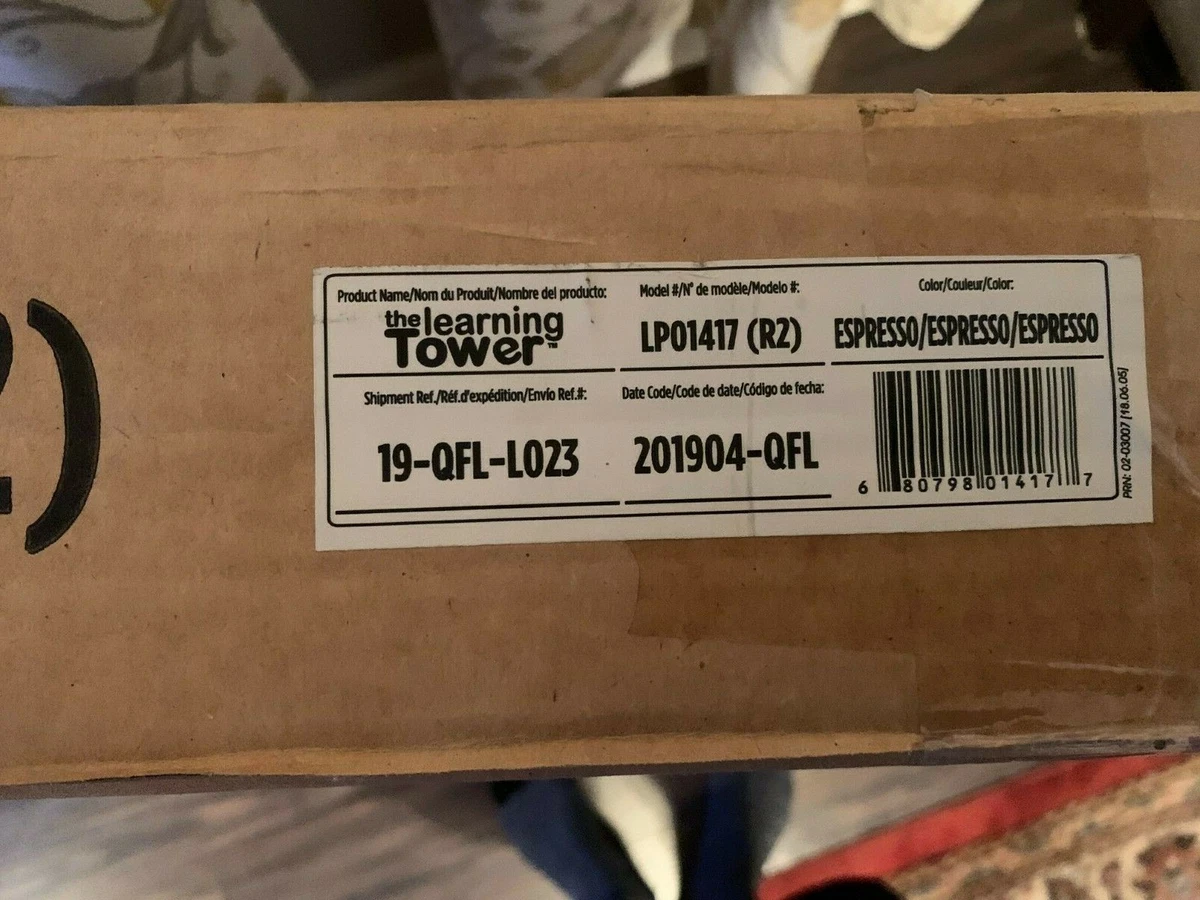 Product Name/Nom du Produit/Nombre del producto:
the learning
Tower™
Model #/N° de modèle/Modelo #:
LP01417 (R2)
Color/Couleur/Color:
ESPRESSO/ESPRESSO/ESPRESSO
Shipment Ref./Réf.d'expédition/Envío Ref.#:
19-QFL-L023
Date Code/Code de date/Código de fecha:
201904-QFL
6 80798 01417 7
PRN: 02-03007 [18.06.05]
)